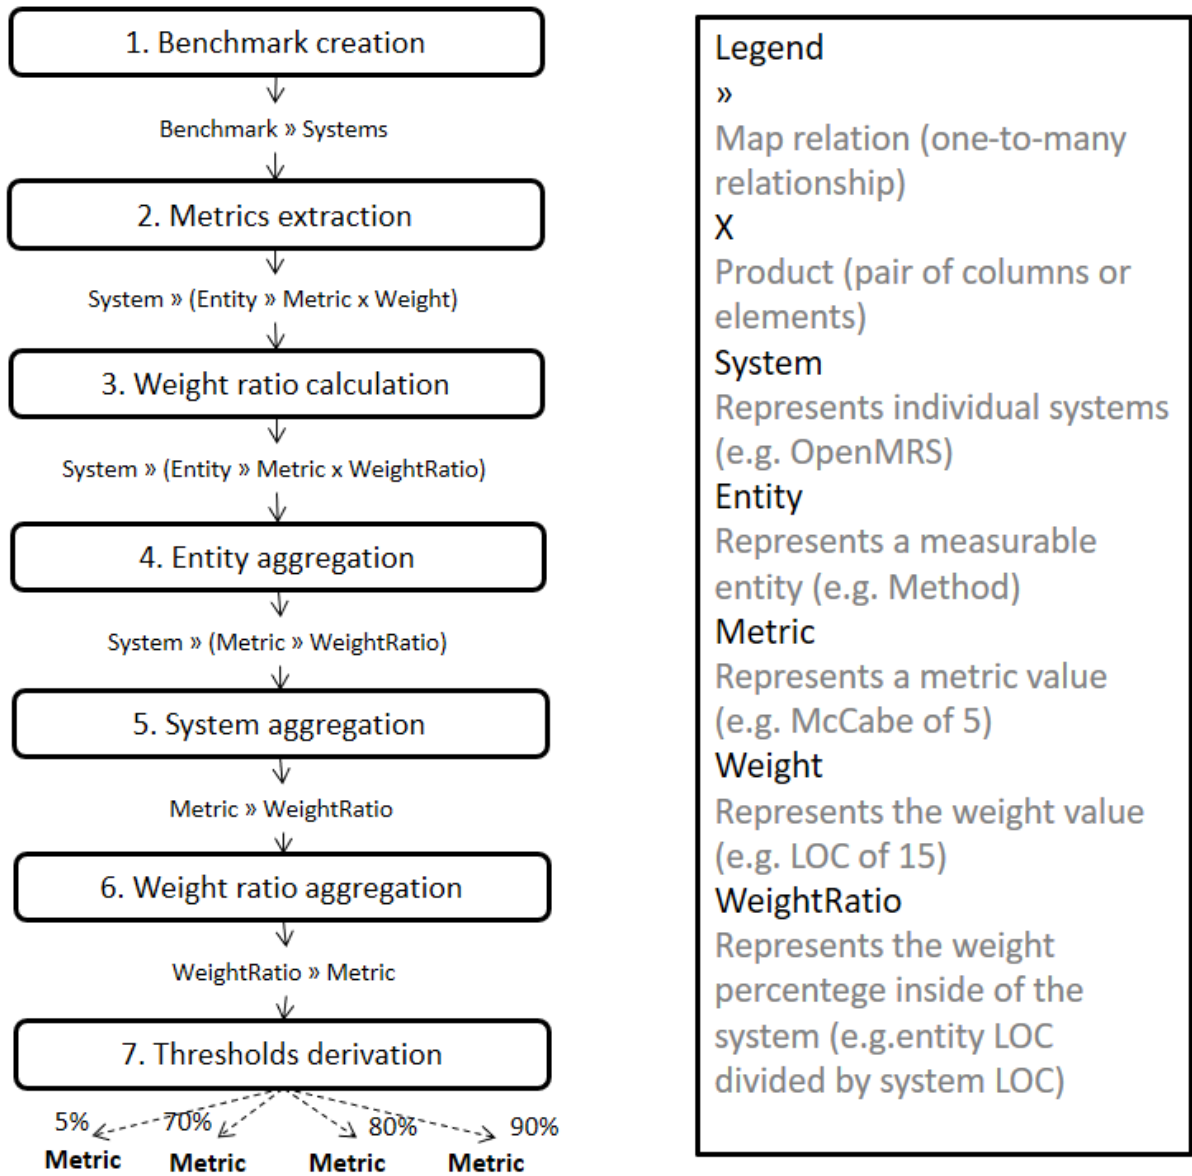 1. Benchmark creation
Benchmark » Systems
2. Metrics extraction
System » (Entity » Metric x Weight)
3. Weight ratio calculation
System » (Entity » Metric x WeightRatio)
4. Entity aggregation
System » (Metric » WeightRatio)
5. System aggregation
Metric » WeightRatio
6. Weight ratio aggregation
WeightRatio » Metric
7. Thresholds derivation
5% 70% 80% 90%
Metric Metric Metric Metric
Legend
»
Map relation (one-to-many
relationship)
X
Product (pair of columns or
elements)
System
Represents individual systems
(e.g. OpenMRS)
Entity
Represents a measurable
entity (e.g. Method)
Metric
Represents a metric value
(e.g. McCabe of 5)
Weight
Represents the weight value
(e.g. LOC of 15)
WeightRatio
Represents the weight
percentege inside of the
system (e.g.entity LOC
divided by system LOC)